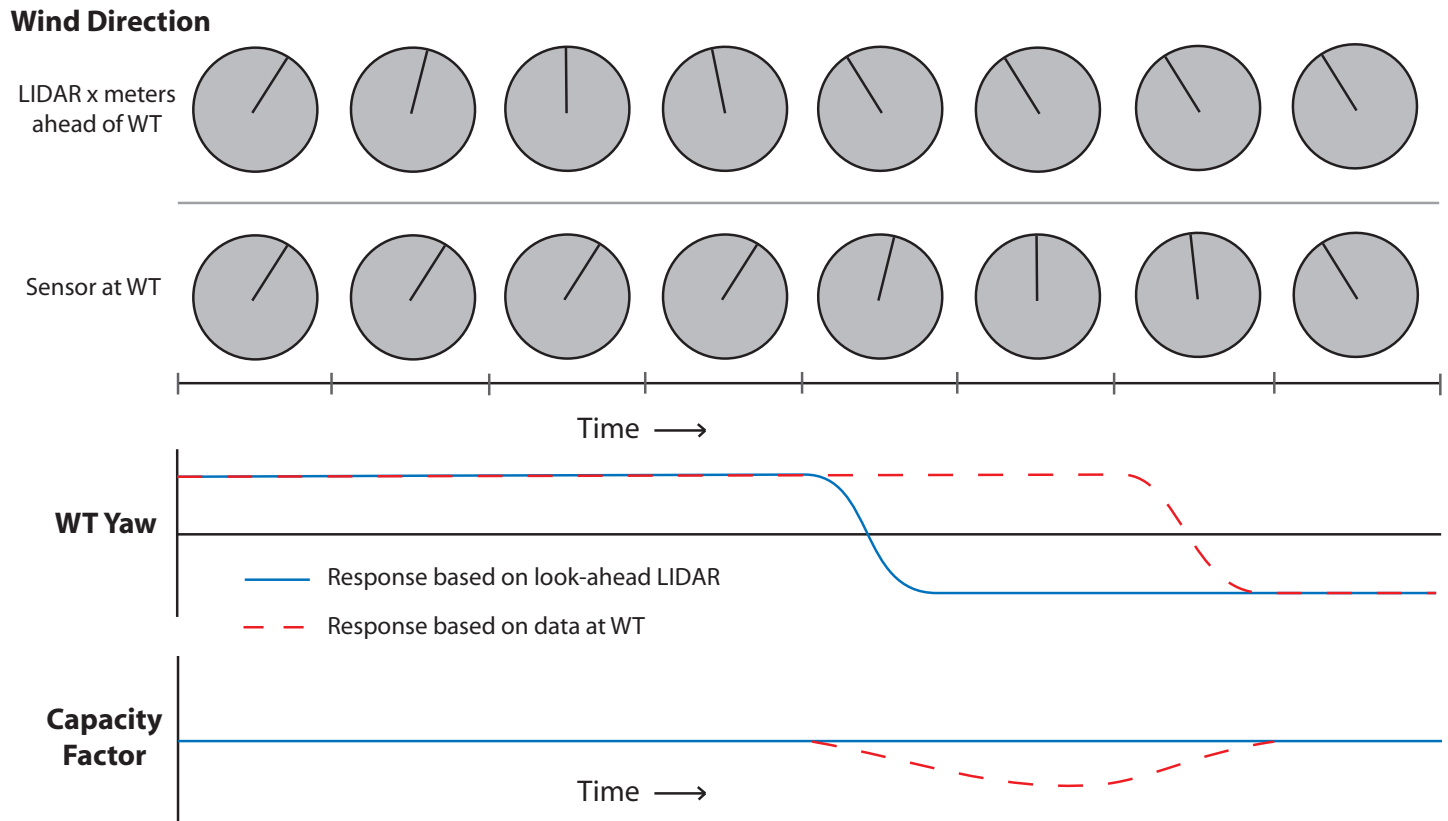 Wind Direction
LIDAR x meters
ahead of WT
Sensor at WT
Time
WT Yaw
Response based on look-ahead LIDAR
Response based on data at WT
Capacity
Factor
Time